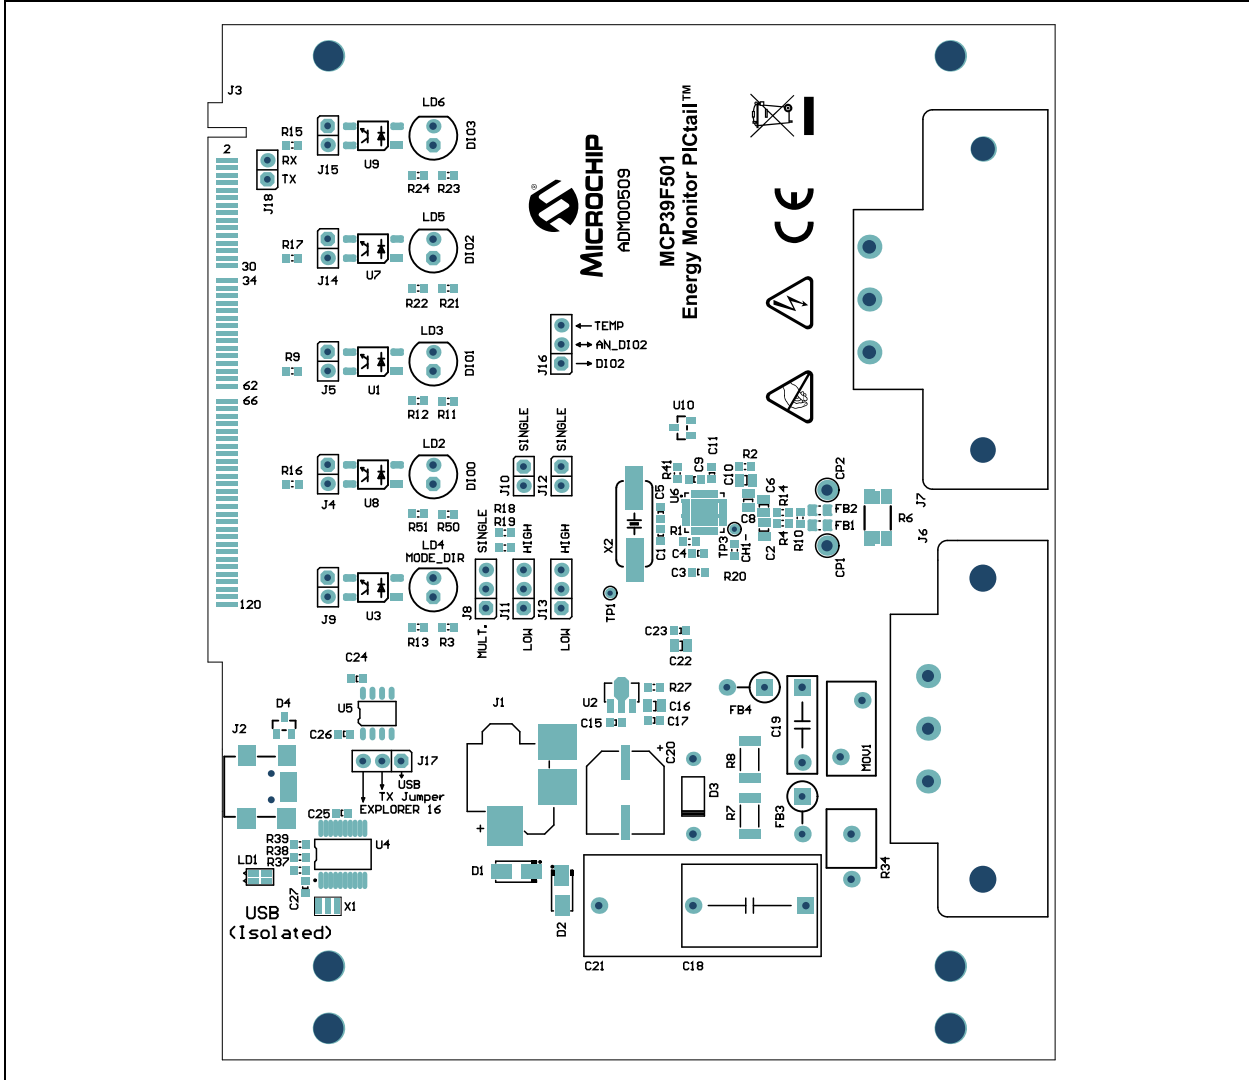 J3
2
30
34
62
66
120
R15
RX
TX
J18
J15
U9
LD6
DIO3
R24
R23
R17
J14
U7
LD5
DIO2
R22
R21
R9
J5
U1
LD3
DIO1
R12
R11
R16
J4
U8
LD2
DIO0
R51
R50
LD4
MODE_DIR
J9
U3
R13
R3
MICROCHIP
ADM00509
MCP39F501
Energy Monitor PICtail™
CE
TEMP
AN_DIO2
DIO2
J16
SINGLE
SINGLE
J10
J12
R18
R19
SINGLE
HIGH
HIGH
J8
J11
J13
MULT.
LOW
LOW
U10
R41
C9
C11
R2
C10
C6
R14
CP2
C5
U6
C8
FB2
FB1
R6
J7
J6
X2
C1
R1
C4
C3
TP3
CH1-
R20
C2
R4
R10
CP1
TP1
C23
C22
C24
U5
C26
D4
J2
J17
USB
TX Jumper
EXPLORER 16
C25
U4
R39
R38
R37
LD1
C27
X1
USB
(Isolated)
J1
+
U2
R27
C16
C17
C15
+
C20
D3
FB4
C19
MOV1
R8
R7
FB3
R34
D1
D2
C21
C18